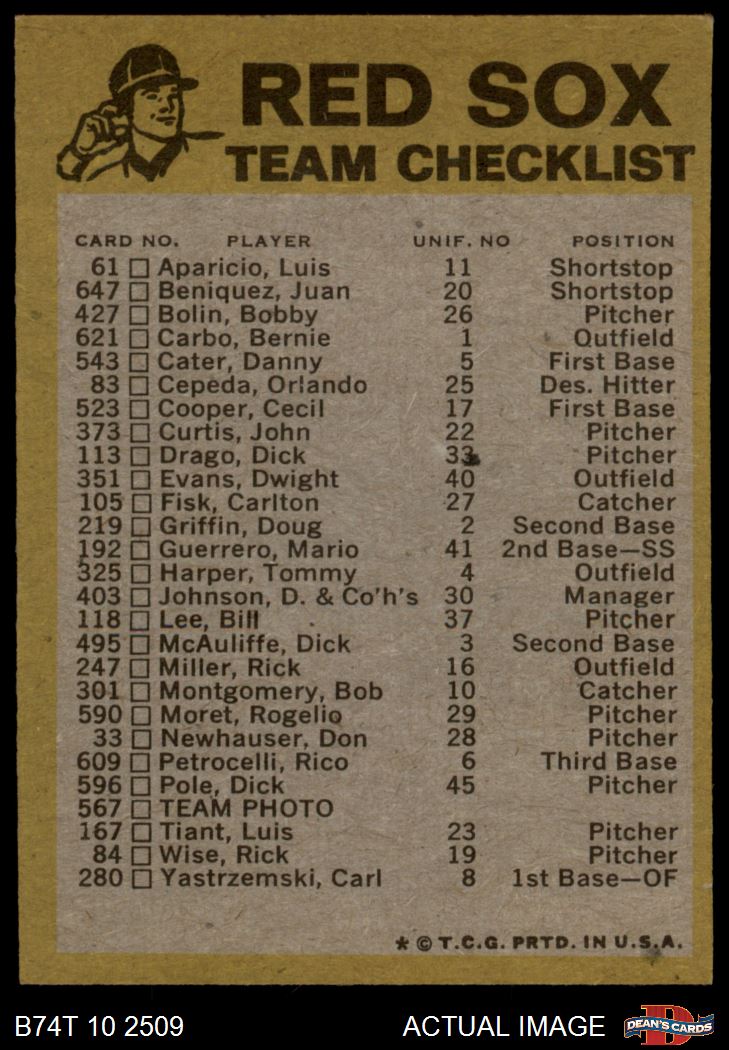 RED SOX
TEAM CHECKLIST
CARD NO. PLAYER UNIF. NO POSITION
61 Aparicio, Luis 11 Shortstop
647 Beniquez, Juan 20 Shortstop
427 Bolin, Bobby 26 Pitcher
621 Carbo, Bernie 1 Outfield
543 Cater, Danny 5 First Base
83 Cepeda, Orlando 25 Des. Hitter
523 Cooper, Cecil 17 First Base
373 Curtis, John 22 Pitcher
113 Drago, Dick 33 Pitcher
351 Evans, Dwight 40 Outfield
105 Fisk, Carlton 27 Catcher
219 Griffin, Doug 2 Second Base
192 Guerrero, Mario 41 2nd Base—SS
325 Harper, Tommy 4 Outfield
403 Johnson, D. & Co'h's 30 Manager
118 Lee, Bill 37 Pitcher
495 McAuliffe, Dick 3 Second Base
247 Miller, Rick 16 Outfield
301 Montgomery, Bob 10 Catcher
590 Moret, Rogelio 29 Pitcher
33 Newhauser, Don 28 Pitcher
609 Petrocelli, Rico 6 Third Base
596 Pole, Dick 45 Pitcher
567 TEAM PHOTO
167 Tiant, Luis 23 Pitcher
84 Wise, Rick 19 Pitcher
280 Yastrzemski, Carl 8 1st Base—OF
* © T.C.G. PRTD. IN U.S.A.
B74T 10 2509 ACTUAL IMAGE D DEAN'S CARDS